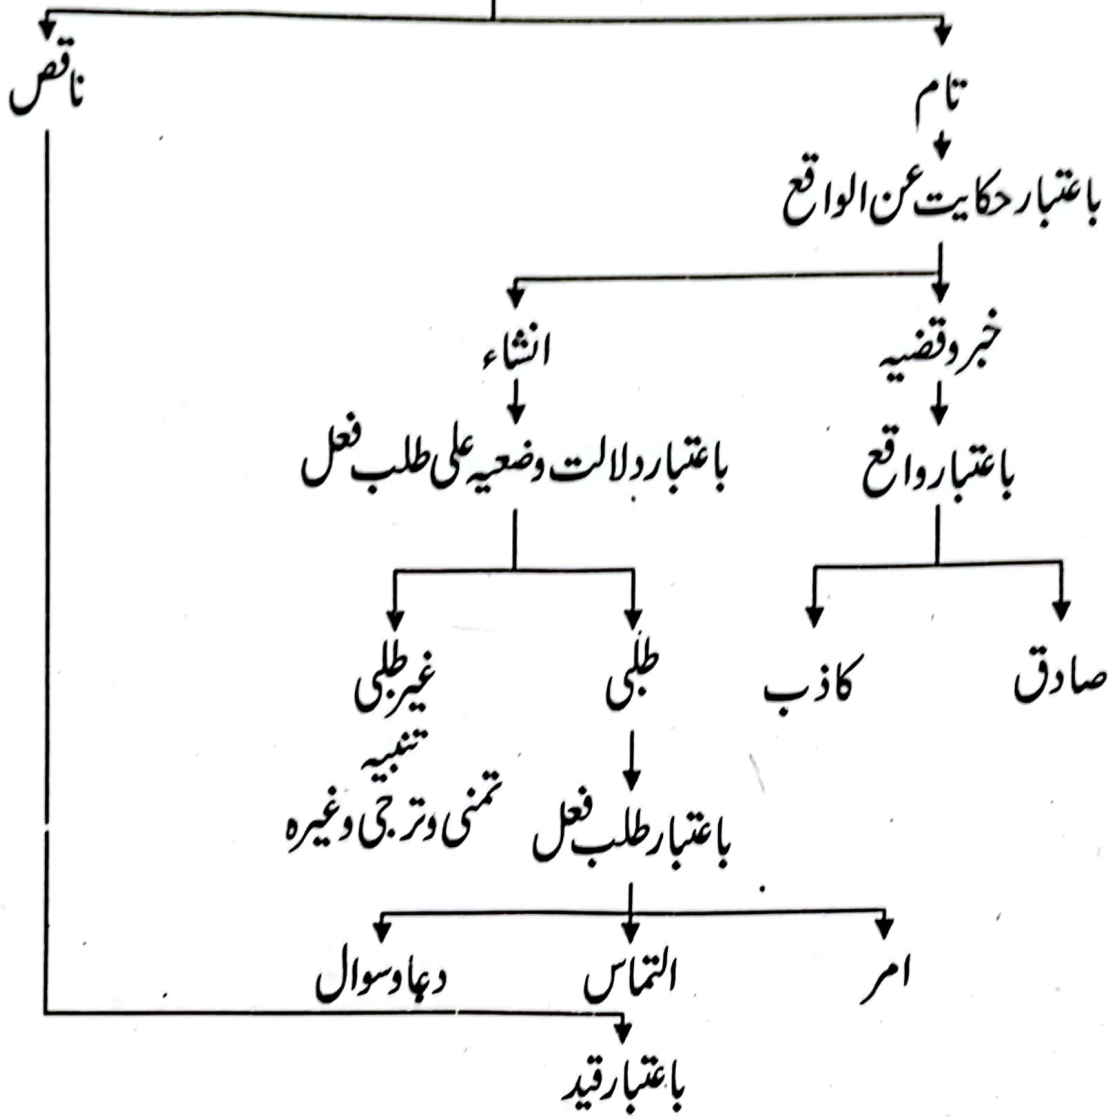 تام
ناقص
باعتبار حکایت عن الواقع
خبر وقضیہ
انشاء
باعتبار واقع
باعتبار دلالت وضعیہ علی طلب فعل
صادق
کاذب
طلبی
غیر طلبی
تنبیہ
تمنی وترجی وغیرہ
باعتبار طلب فعل
امر
التماس
دعا وسوال
باعتبار قید